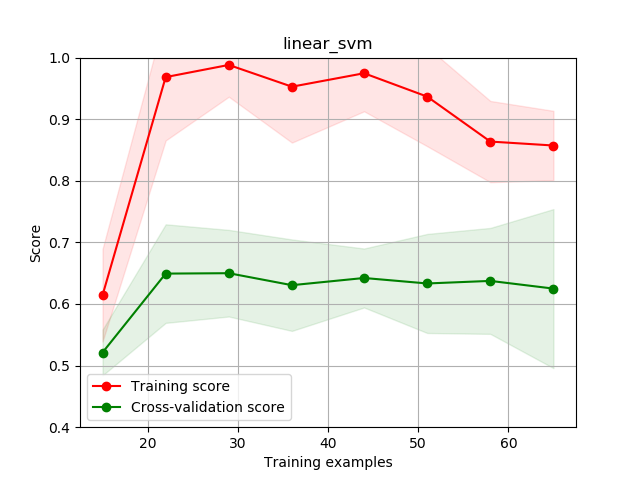 linear_svm
1.0
0.9
0.8
0.7
0.6
0.5
0.4
Score
Training score
Cross-validation score
20 30 40 50 60
Training examples